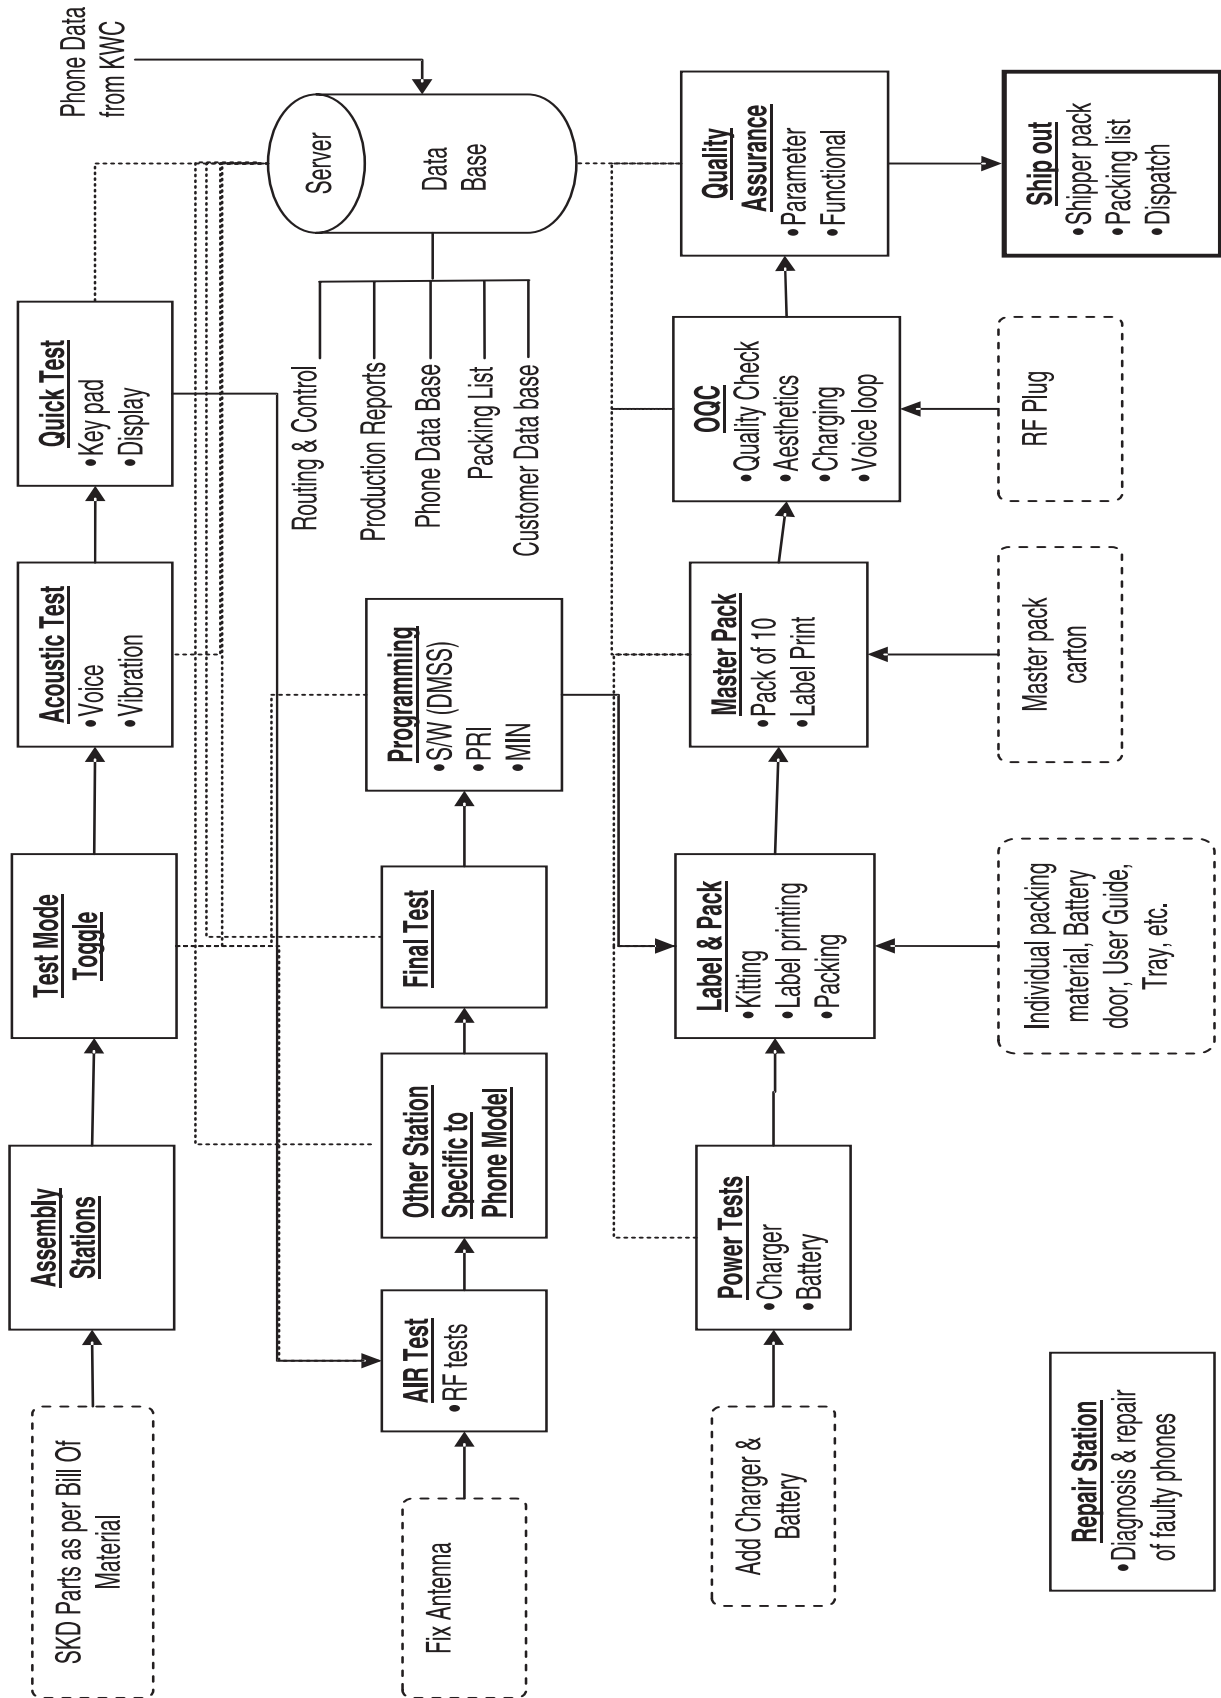 SKD Parts as per Bill Of
Material
Assembly
Stations
Test Mode
Toggle
Acoustic Test
•Voice
•Vibration
Quick Test
•Key pad
•Display
Phone Data
from KWC
Fix Antenna
AIR Test
•RF tests
Other Station
Specific to
Phone Model
Final Test
Programming
•S/W (DMSS)
•PRI
•MIN
Routing & Control
Production Reports
Phone Data Base
Packing List
Customer Data base
Server
Data
Base
Add Charger &
Battery
Power Tests
•Charger
•Battery
Label & Pack
•Kitting
•Label printing
•Packing
Master Pack
•Pack of 10
•Label Print
OQC
•Quality Check
•Aesthetics
•Charging
•Voice loop
Quality
Assurance
•Parameter
•Functional
Repair Station
•Diagnosis & repair
of faulty phones
Individual packing
material, Battery
door, User Guide,
Tray, etc.
Master pack
carton
RF Plug
Ship out
•Shipper pack
•Packing list
•Dispatch